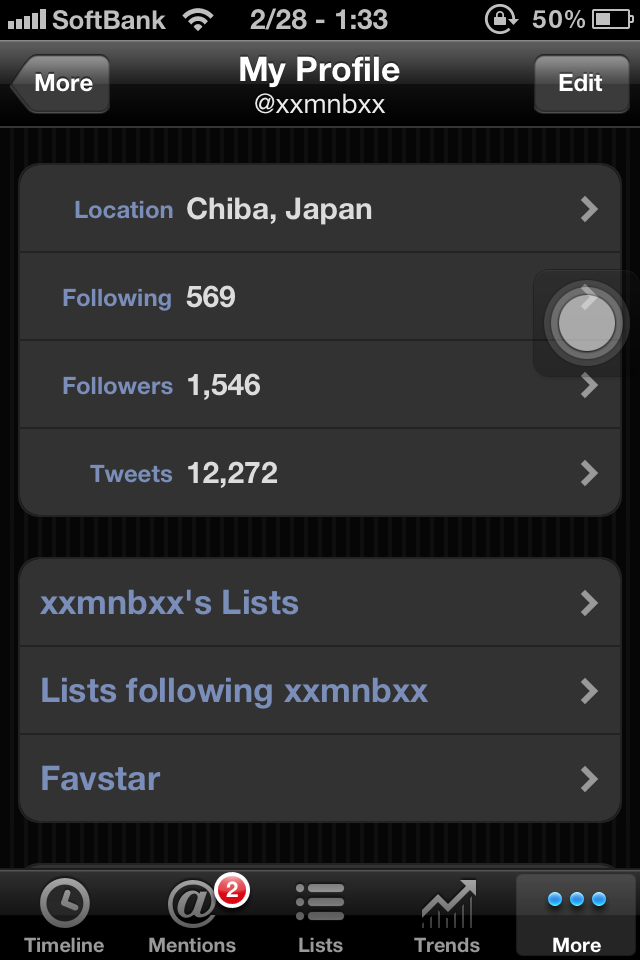 SoftBank 2/28 - 1:33 50%
More My Profile Edit
@xxmnbxx
Location Chiba, Japan
Following 569
Followers 1,546
Tweets 12,272
xxmnbxx's Lists
Lists following xxmnbxx
Favstar
@ 2
Timeline Mentions Lists Trends More